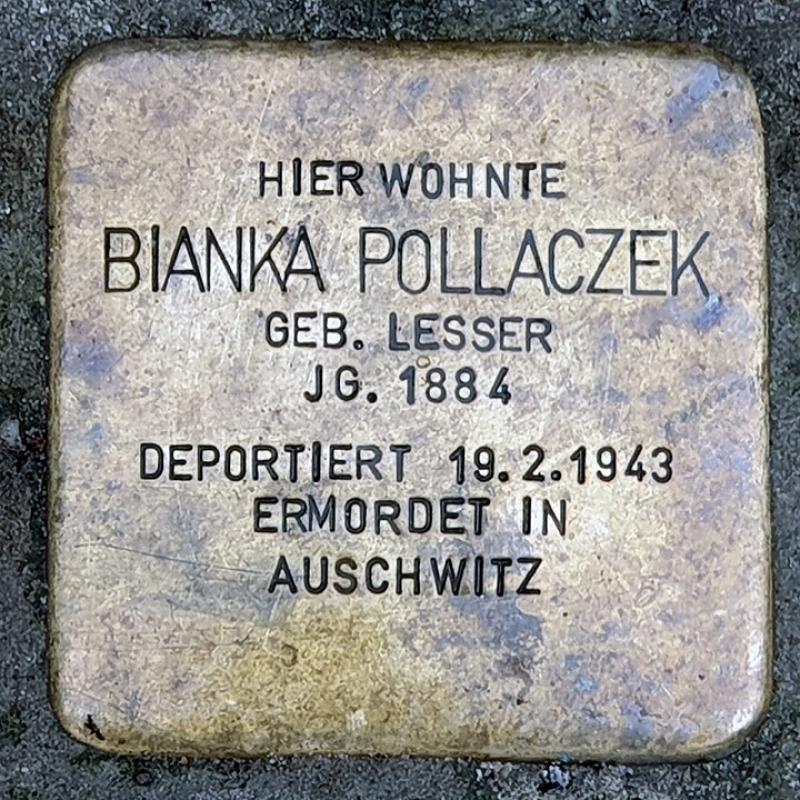 HIER WOHNTE
BIANKA POLLACZEK
GEB. LESSER
JG. 1884
DEPORTIERT 19.2.1943
ERMORDET IN
AUSCHWITZ